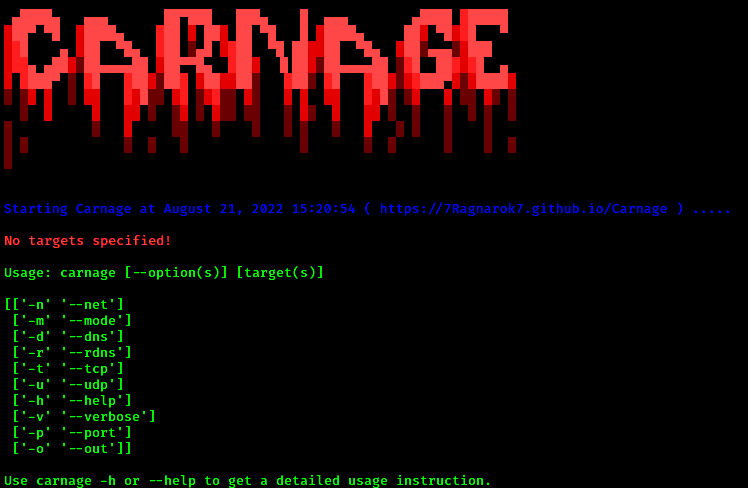 CARNAGE
Starting Carnage at August 21, 2022 15:20:54 ( https://7Ragnarok7.github.io/Carnage ) .....
No targets specified!
Usage: carnage [--option(s)] [target(s)]
[['-n' '--net']
['-m' '--mode']
['-d' '--dns']
['-r' '--rdns']
['-t' '--tcp']
['-u' '--udp']
['-h' '--help']
['-v' '--verbose']
['-p' '--port']
['-o' '--out']]
Use carnage -h or --help to get a detailed usage instruction.